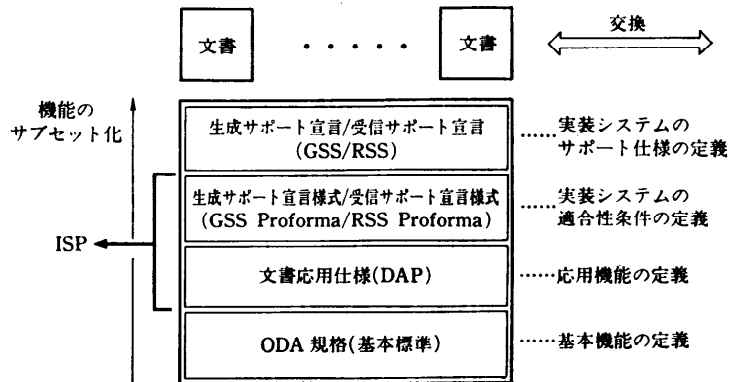 文書
・・・・・
文書
交換
機能の
サブセット化
生成サポート宣言/受信サポート宣言
(GSS/RSS)
……実装システムの
サポート仕様の定義
生成サポート宣言様式/受信サポート宣言様式
(GSS Proforma/RSS Proforma)
……実装システムの
適合性条件の定義
ISP
文書応用仕様(DAP)
……応用機能の定義
ODA 規格(基本標準)
……基本機能の定義